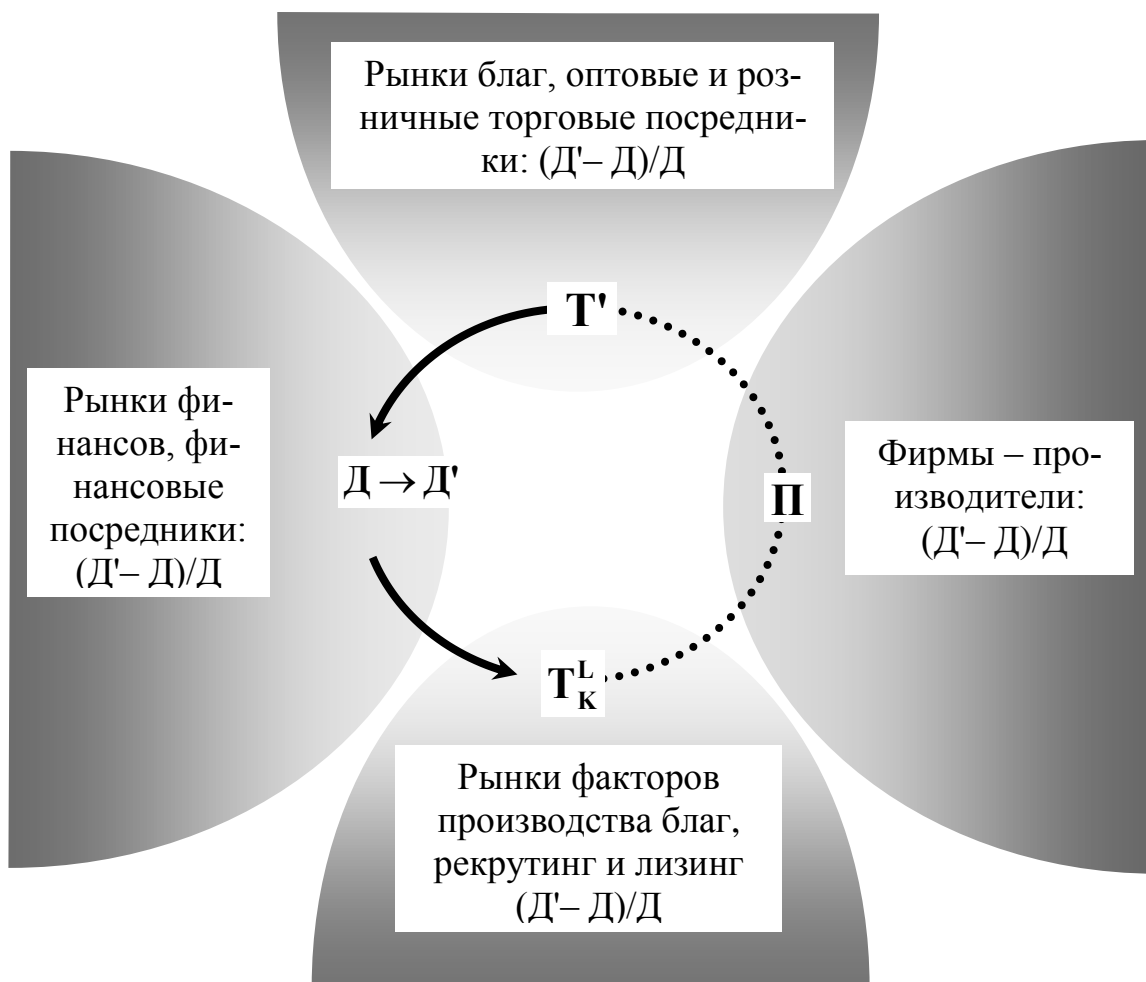 Рынки благ, оптовые и роз-
ничные торговые посредни-
ки: (Д'– Д)/Д
Т'
Рынки фи-
нансов, фи-
нансовые
посредники:
(Д'– Д)/Д
Д → Д'
П
Фирмы – про-
изводители:
(Д'– Д)/Д
Т L K
Рынки факторов
производства благ,
рекрутинг и лизинг
(Д'– Д)/Д